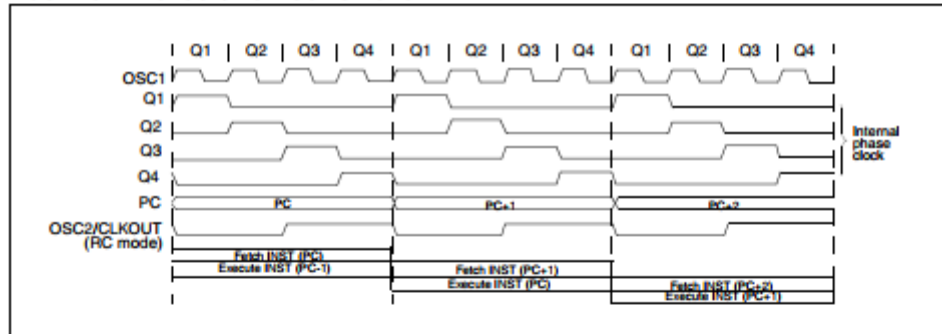 Q1 Q2 Q3 Q4 Q1 Q2 Q3 Q4 Q1 Q2 Q3 Q4
OSC1
Q1
Q2
Q3
Q4
Internal
phase
clock
PC PC PC+1 PC+2
OSC2/CLKOUT
(RC mode)
Fetch INST (PC)
Execute INST (PC-1) Fetch INST (PC+1)
Execute INST (PC) Fetch INST (PC+2)
Execute INST (PC+1)